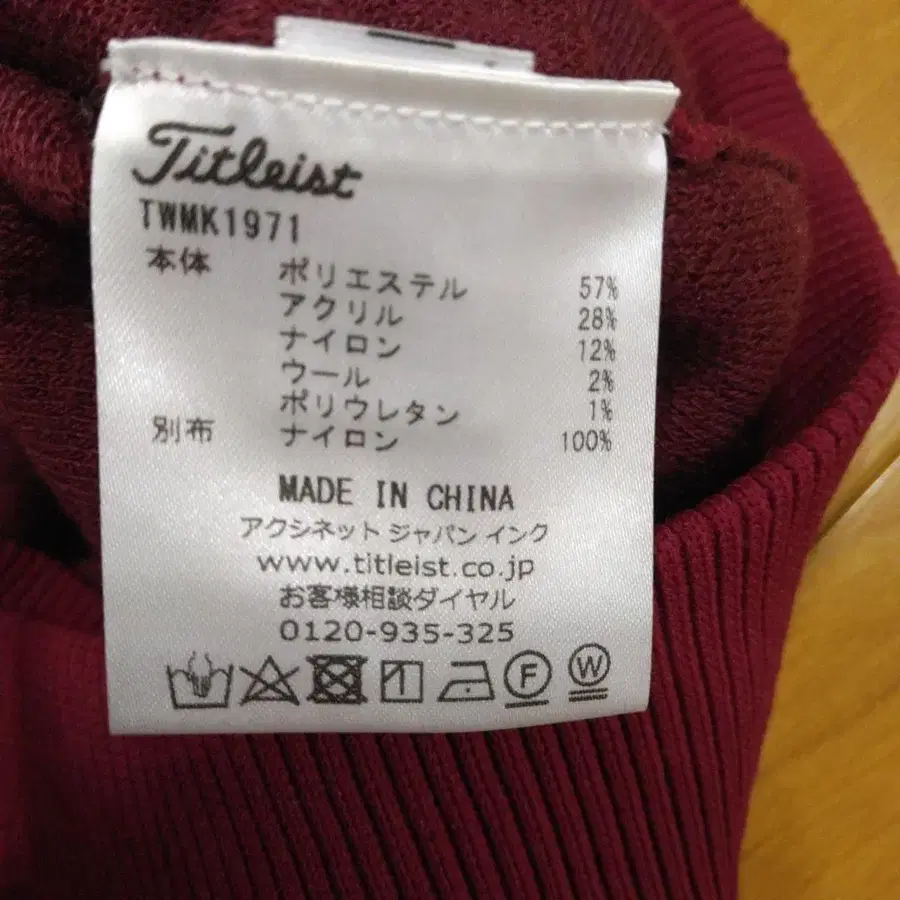 Titleist
TWMK1971
本体 ポリエステル 57%
アクリル 28%
ナイロン 12%
ウール 2%
ポリウレタン 1%
別布 ナイロン 100%
MADE IN CHINA
アクシネット ジャパン インク
www.titleist.co.jp
お客様相談ダイヤル
0120-935-325
F W